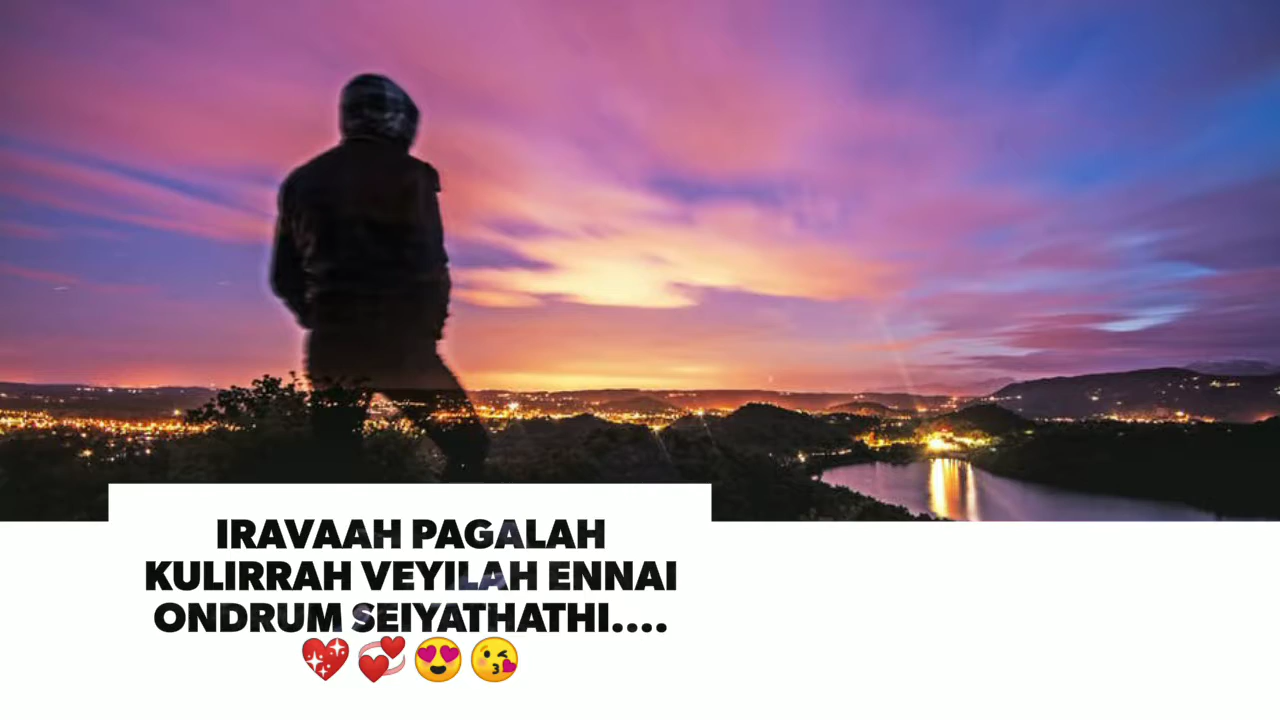 IRAVAAH PAGALAH
KULIRRAH VEYILAH ENNAI
ONDRUM SEIYATHATHI....
💖💞😍😘